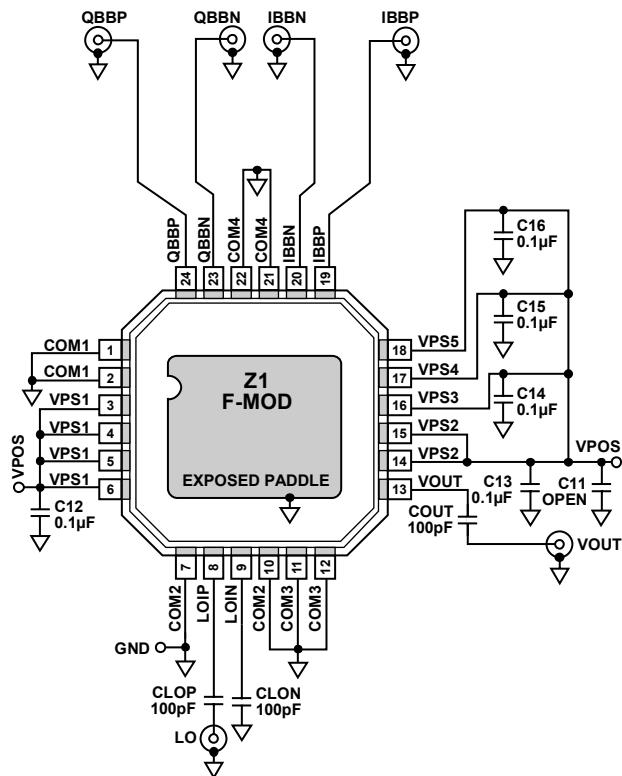 QBBP
QBBN
IBBN
IBBP
QBBP
QBBN
COM4
COM4
IBBN
IBBP
24
23
22
21
20
19
C16
0.1µF
C15
0.1µF
C14
0.1µF
COM1
1
COM1
2
VPS1
3
VPS1
4
VPS1
5
VPS1
6
VPOS
C12
0.1µF
Z1
F-MOD
EXPOSED PADDLE
18
VPS5
17
VPS4
16
VPS3
15
VPS2
14
VPS2
13
VOUT
VPOS
C13
0.1µF
C11
OPEN
COUT
100pF
VOUT
7
8
9
10
11
12
COM2
LOIP
LOIN
COM2
COM3
COM3
GND
CLOP
100pF
CLON
100pF
LO